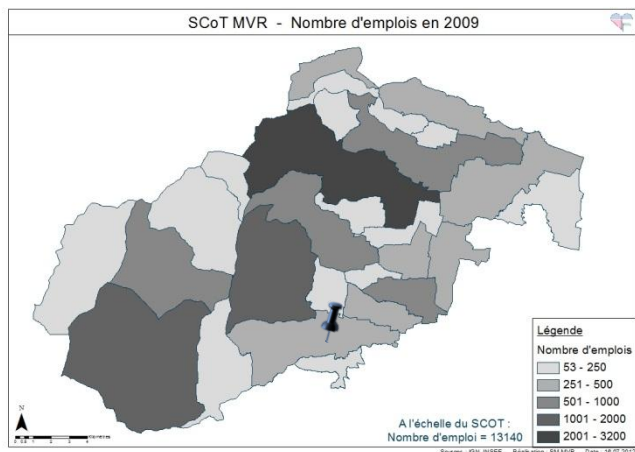 SCoT MVR - Nombre d'emplois en 2009
Légende
Nombre d'emplois
53 - 250
251 - 500
501 - 1000
1001 - 2000
2001 - 3200
N
A l'échelle du SCOT :
Nombre d'emploi = 13140